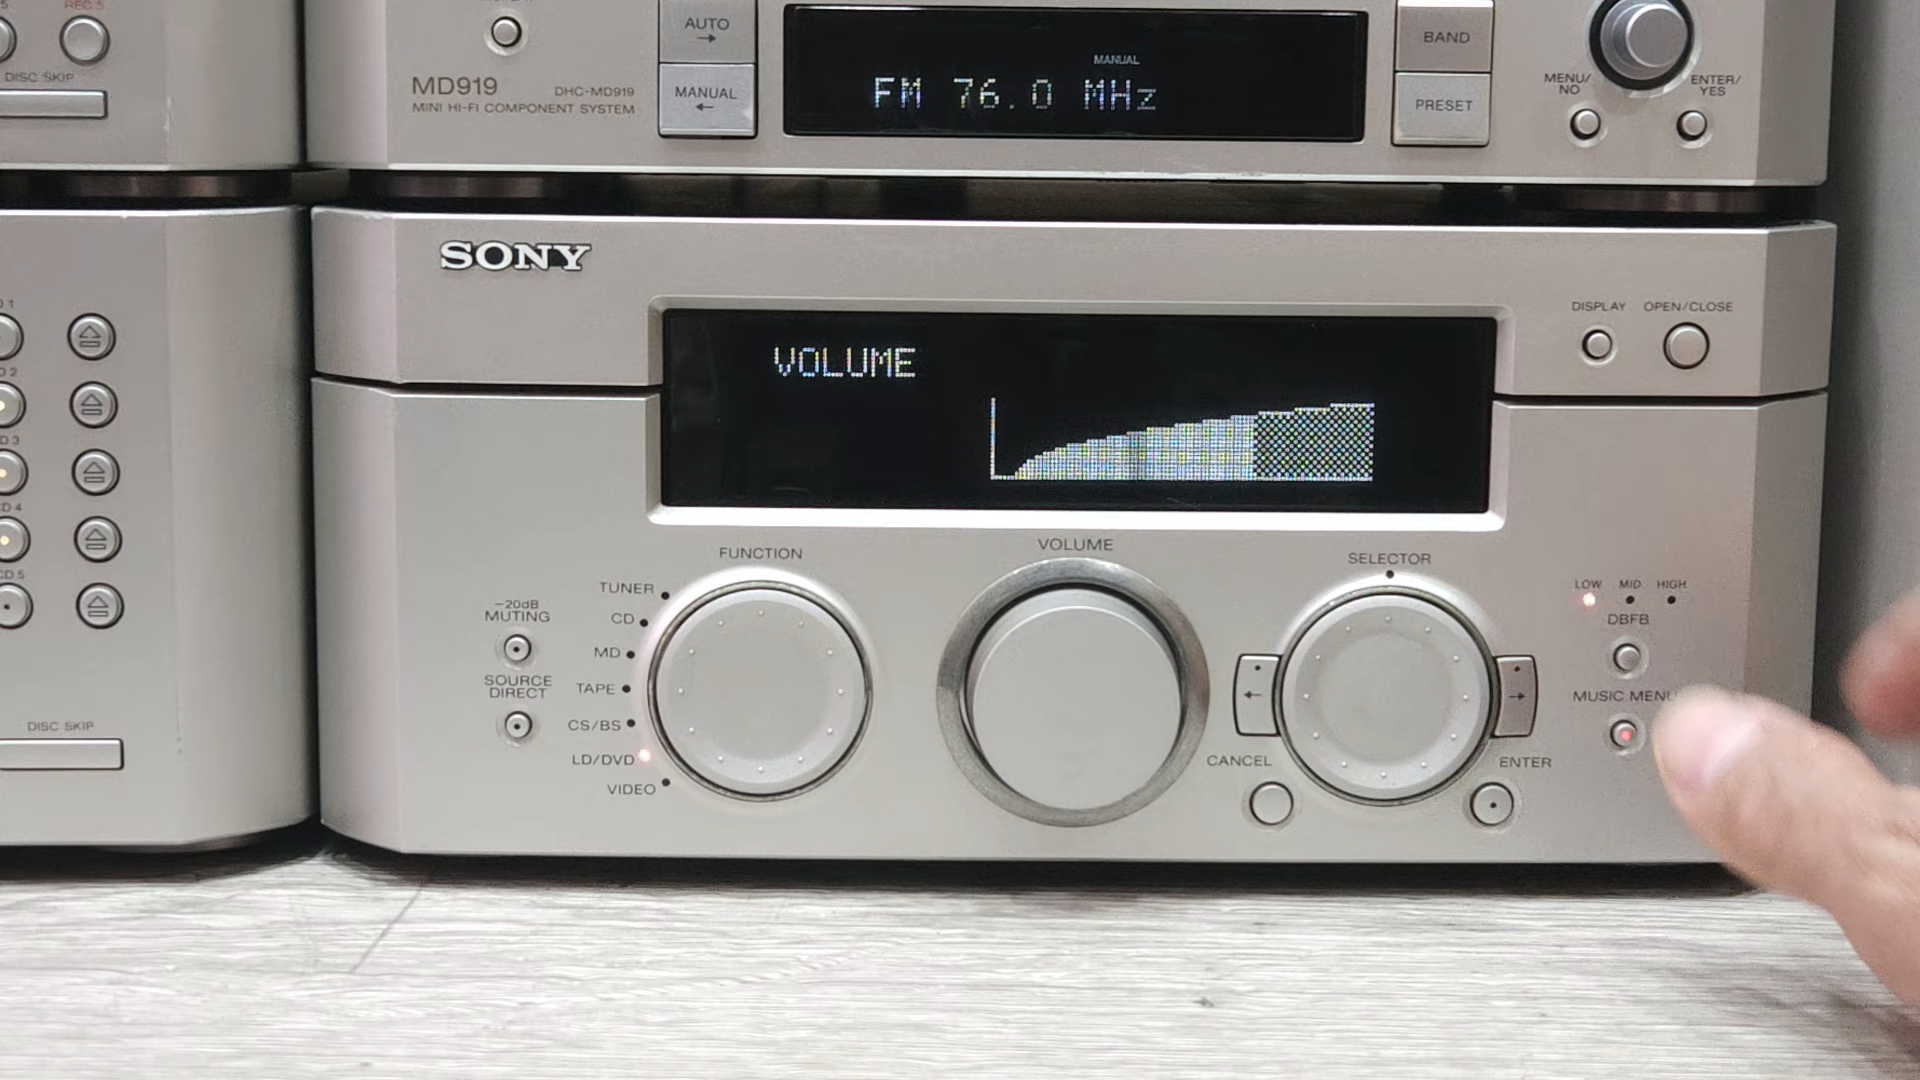 REC 5
DISC SKIP
MD919
DHC-MD919
MINI HI-FI COMPONENT SYSTEM
AUTO
MANUAL
MANUAL
FM 76.0 MHz
BAND
PRESET
MENU/
NO
ENTER/
YES
SONY
VOLUME
DISPLAY
OPEN/CLOSE
FUNCTION
VOLUME
SELECTOR
TUNER
CD
MD
TAPE
CS/BS
LD/DVD
VIDEO
-20dB
MUTING
SOURCE
DIRECT
LOW
MID
HIGH
DBFB
MUSIC MENU
CANCEL
ENTER
DISC SKIP